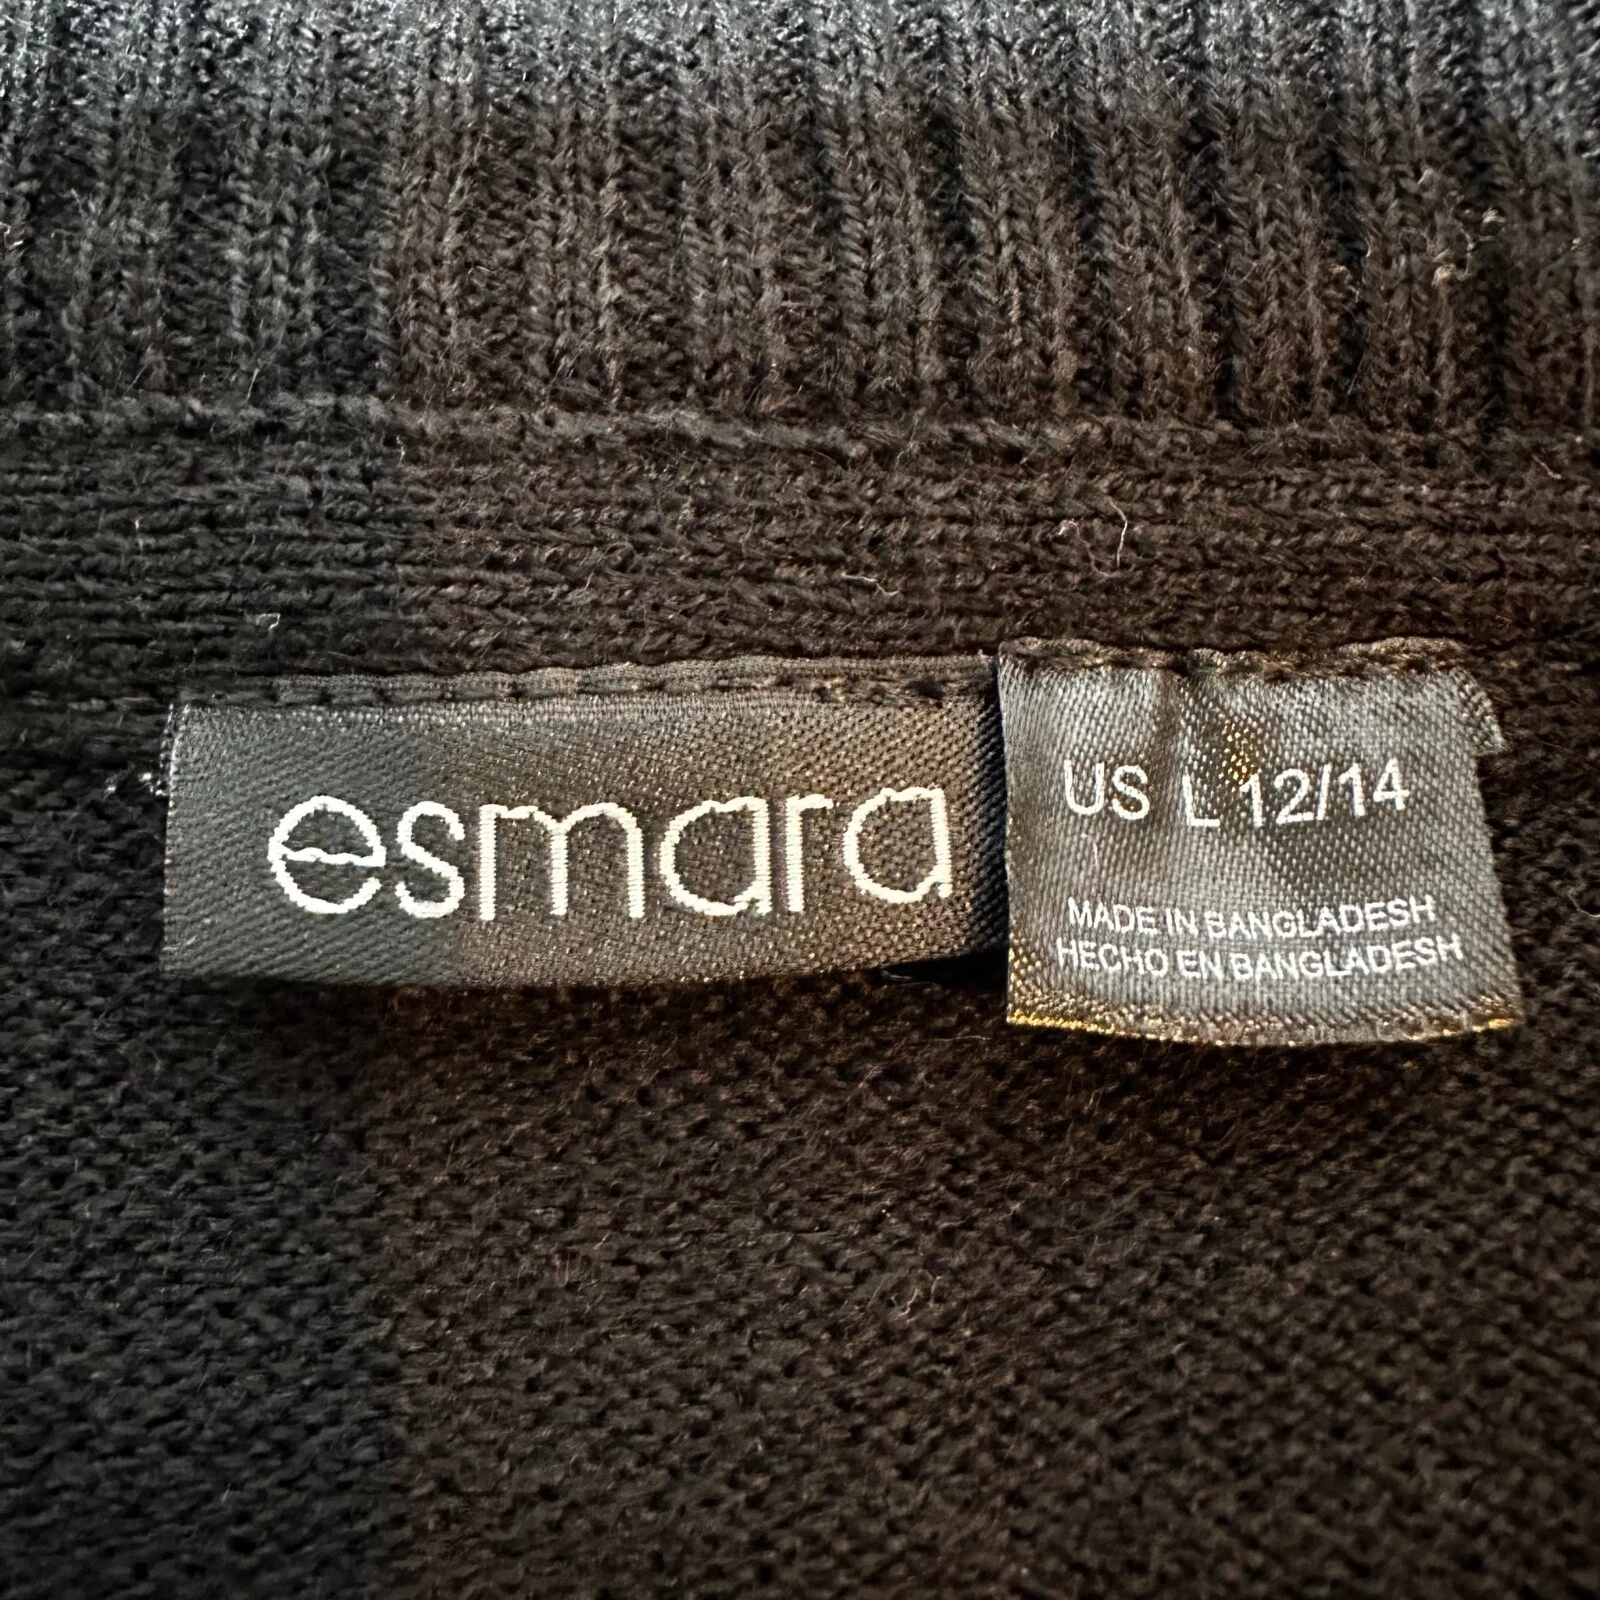 esmara
US L 12/14
MADE IN BANGLADESH
HECHO EN BANGLADESH